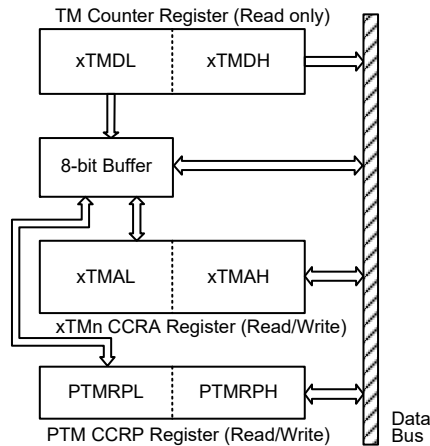 TM Counter Register (Read only)
xTMDL xTMDH
8-bit Buffer
xTMAL xTMAH
xTMn CCRA Register (Read/Write)
PTMRPL PTMRPH
PTM CCRP Register (Read/Write)
Data
Bus